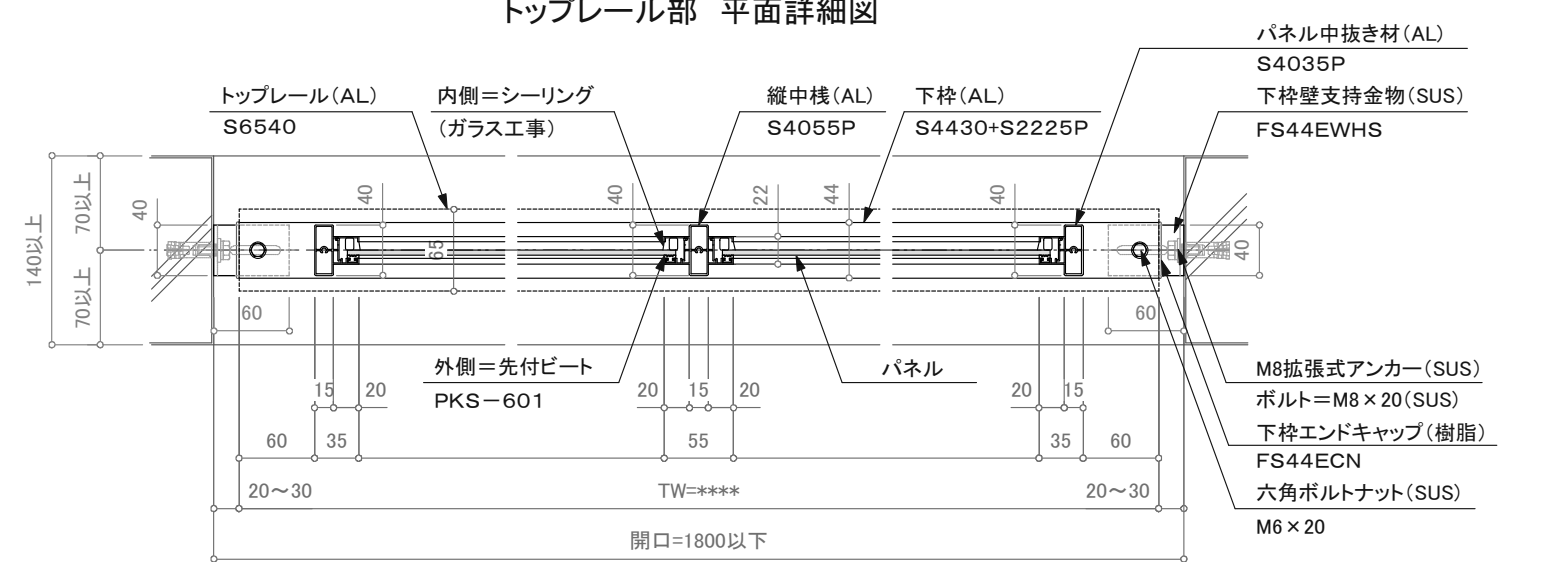 トップレール部 平面詳細図
パネル中抜き材(AL)
S4035P
トップレール(AL)
S6540
内側=シーリング
(ガラス工事)
縦中桟(AL)
S4055P
下枠(AL)
S4430+S2225P
下枠壁支持金物(SUS)
FS44EWHS
140以上
70以上
70以上
40
40
65
40
22
44
40
40
60
60
外側=先付ビート
PKS-601
パネル
15
20
20
15
20
20
15
60
35
55
35
60
20~30
TW=****
20~30
開口=1800以下
M8拡張式アンカー(SUS)
ボルト=M8×20(SUS)
下枠エンドキャップ(樹脂)
FS44ECN
六角ボルトナット(SUS)
M6×20